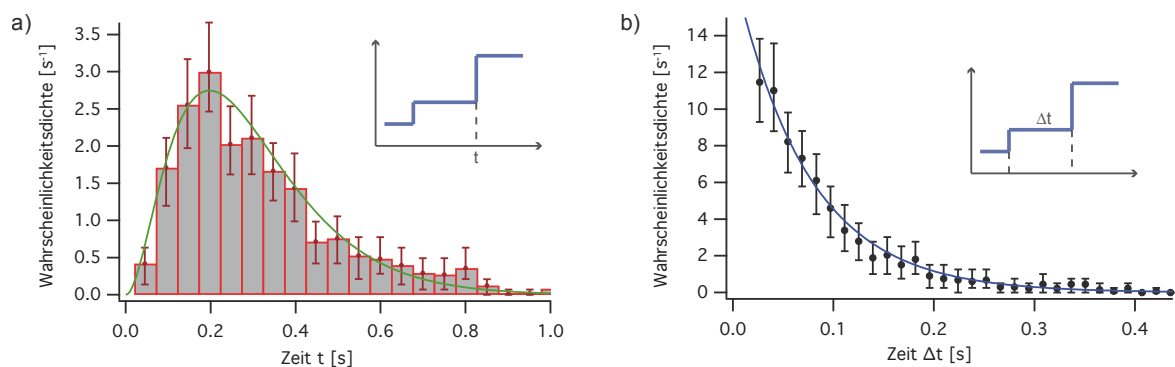 a)
Wahrscheinlichkeitsdichte [s⁻¹]
3.5
3.0
2.5
2.0
1.5
1.0
0.5
0.0
t
0.0 0.2 0.4 0.6 0.8 1.0
Zeit t [s]
b)
Wahrscheinlichkeitsdichte [s⁻¹]
14
12
10
8
6
4
2
0
Δt
0.0 0.1 0.2 0.3 0.4
Zeit Δt [s]